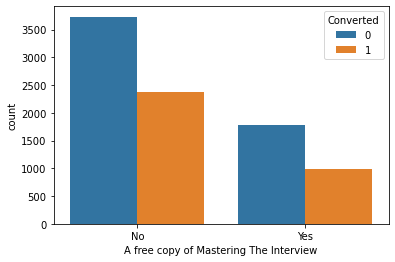 Converted
0
1
3500
3000
2500
2000
1500
1000
500
0
count
No Yes
A free copy of Mastering The Interview